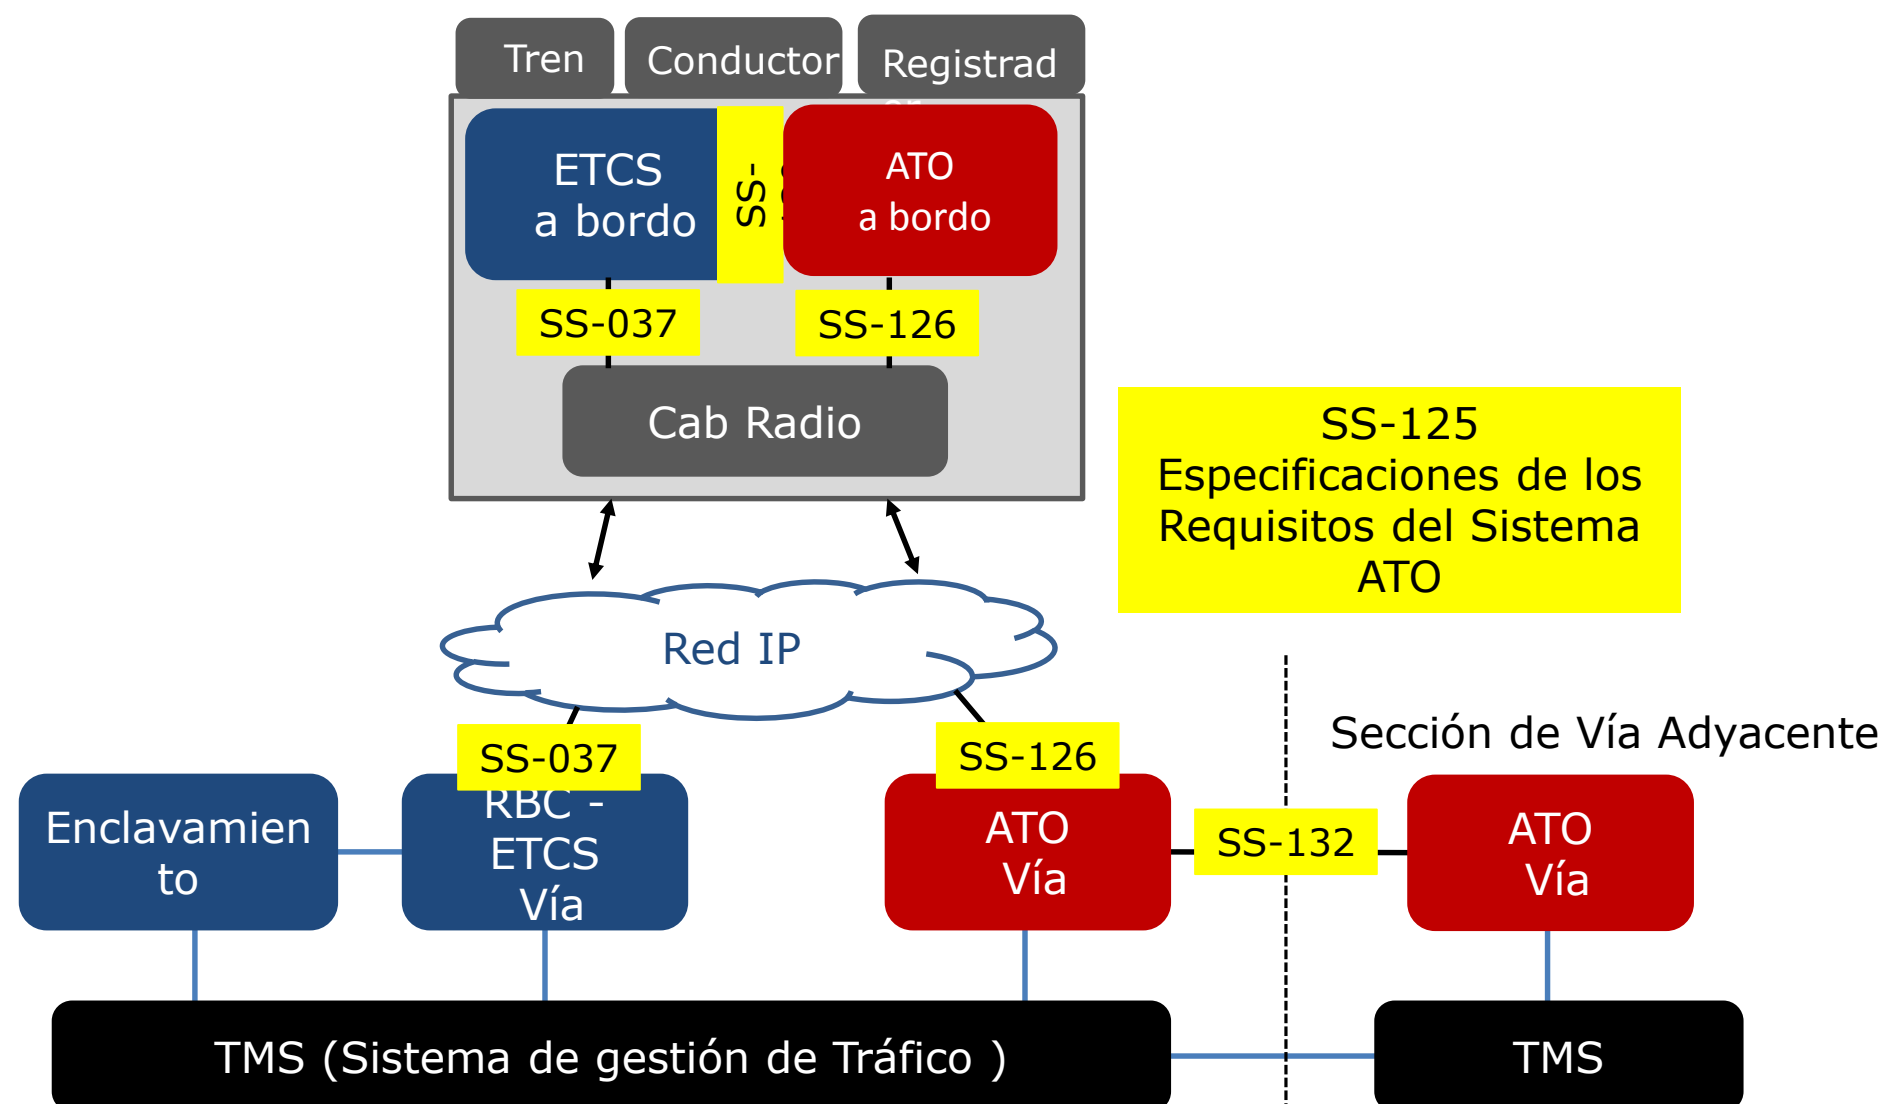 Tren
Conductor
Registrad
ETCS
a bordo
SS-
ATO
a bordo
SS-037
SS-126
Cab Radio
SS-125
Especificaciones de los
Requisitos del Sistema
ATO
Red IP
Sección de Vía Adyacente
SS-037
SS-126
Enclavamien
to
RBC -
ETCS
Vía
ATO
Vía
SS-132
ATO
Vía
TMS (Sistema de gestión de Tráfico )
TMS